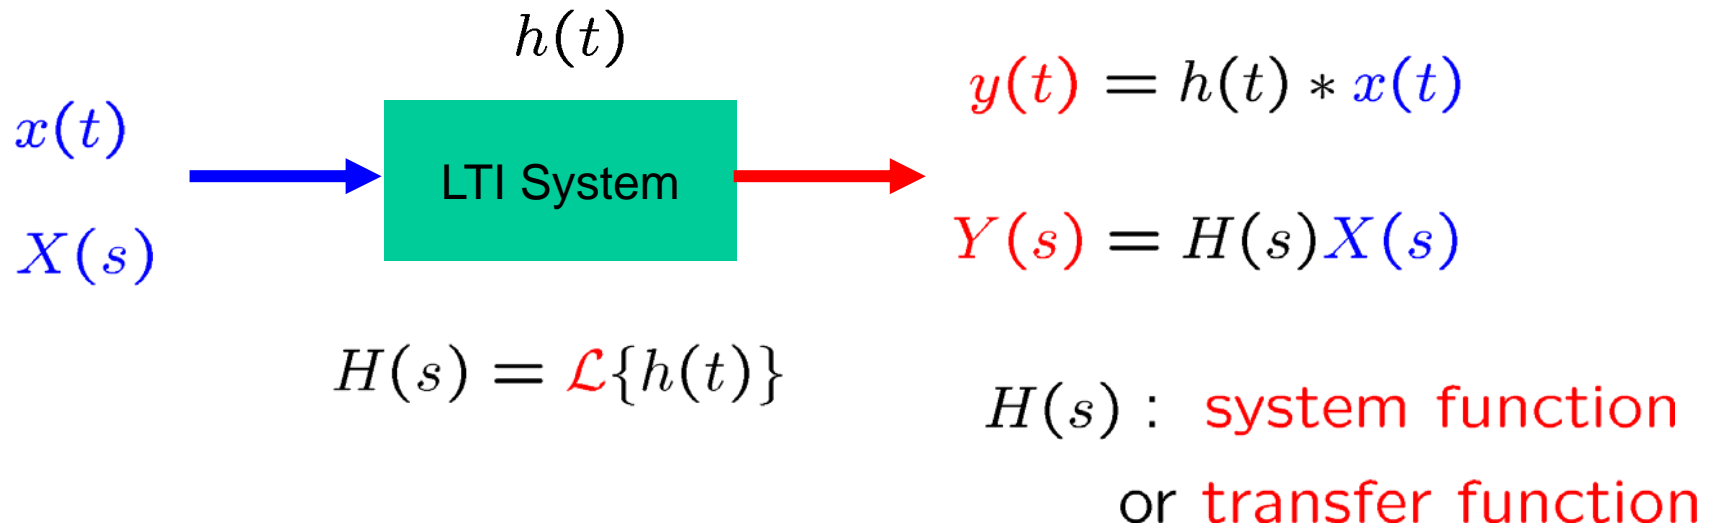 h(t)
x(t)
X(s)
LTI System
y(t) = h(t) * x(t)
Y(s) = H(s)X(s)
H(s) = ℒ{h(t)}
H(s) : system function
or transfer function